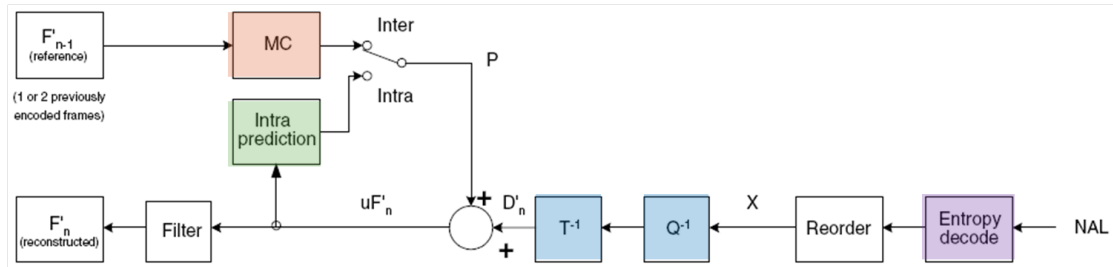 F'n-1
(reference)
(1 or 2 previously
encoded frames)
MC
Inter
Intra
P
Intra
prediction
F'n
(reconstructed)
Filter
uF'n
+
+
D'n
T-1
Q-1
X
Reorder
Entropy
decode
NAL